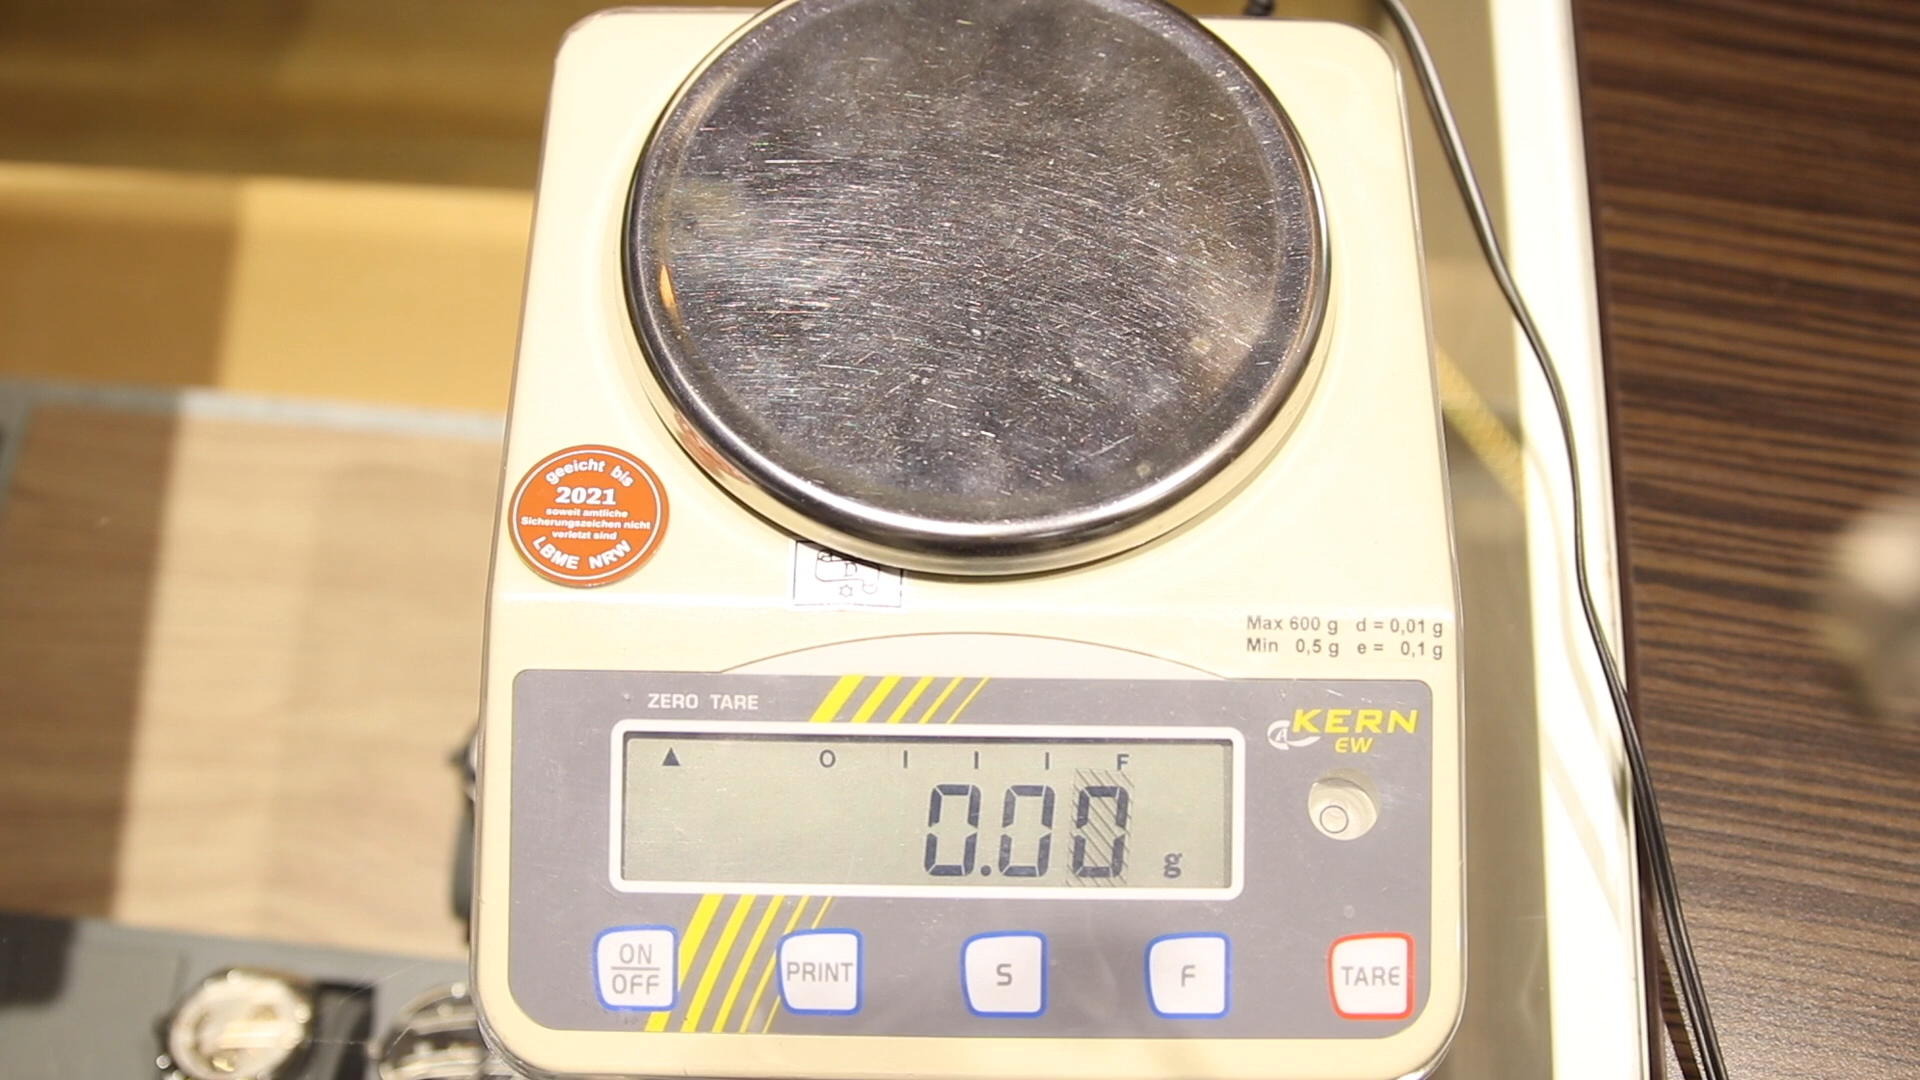 geeicht bis
2021
soweit amtliche
Sicherungszeichen nicht
verletzt sind
LBME NRW
Max 600 g d = 0,01 g
Min 0,5 g e = 0,1 g
ZERO TARE
KERN
EW
O I I I F
0.00 g
ON
OFF
PRINT
S
F
TARE